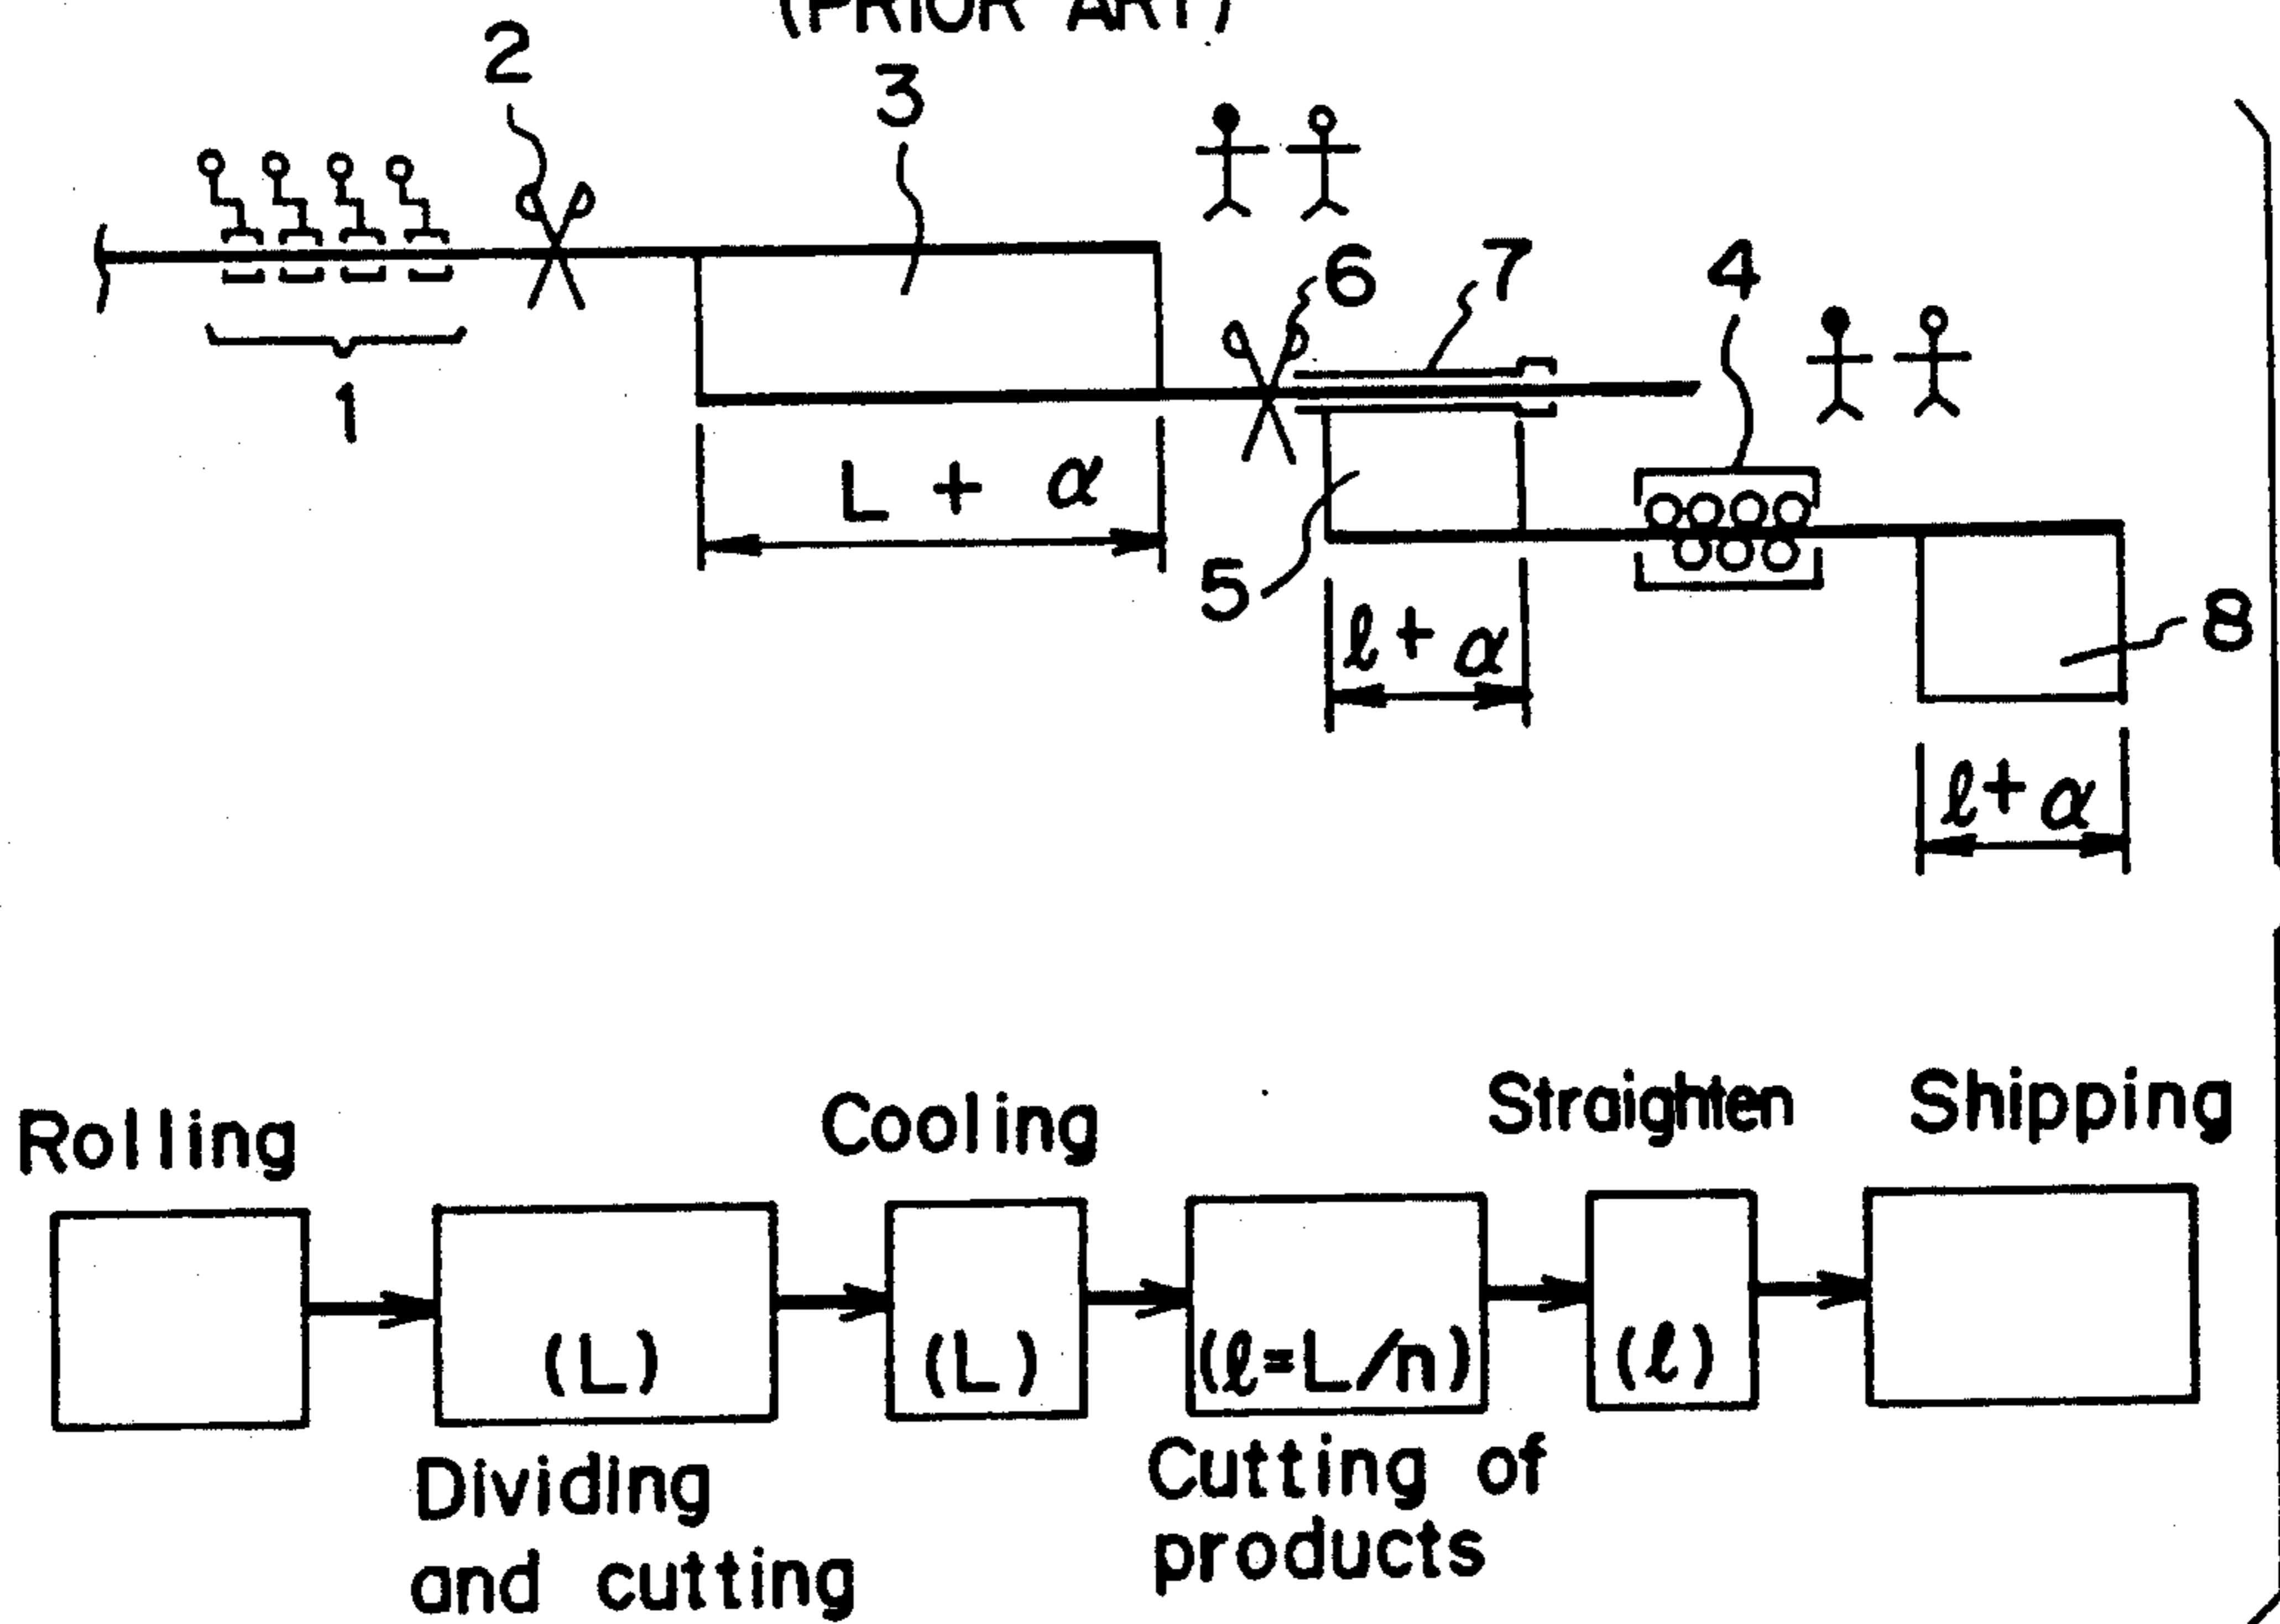 (PRIOR ART)
2
3
6
7
4
1
L + α
5
ℓ + α
8
ℓ + α
Rolling
Cooling
Straighten
Shipping
(L)
(L)
(ℓ=L/n)
(ℓ)
Dividing
and cutting
Cutting of
products